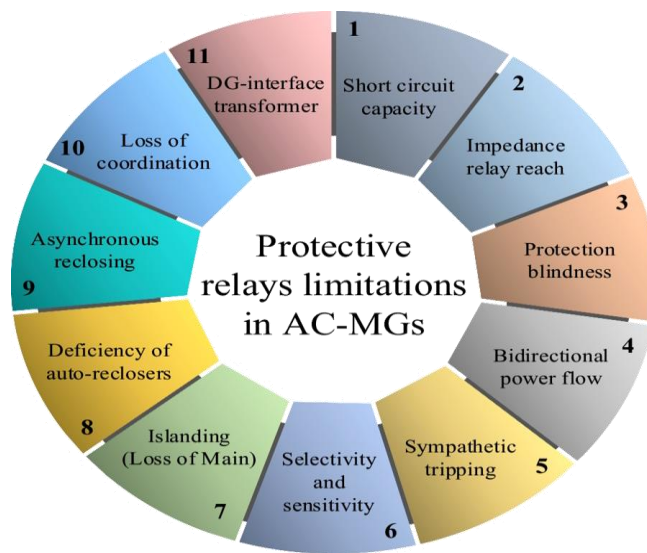 Protective
relays limitations
in AC-MGs
1
Short circuit
capacity
2
Impedance
relay reach
3
Protection
blindness
4
Bidirectional
power flow
5
Sympathetic
tripping
6
Selectivity
and
sensitivity
7
Islanding
(Loss of Main)
8
Deficiency of
auto-reclosers
9
Asynchronous
reclosing
10
Loss of
coordination
11
DG-interface
transformer